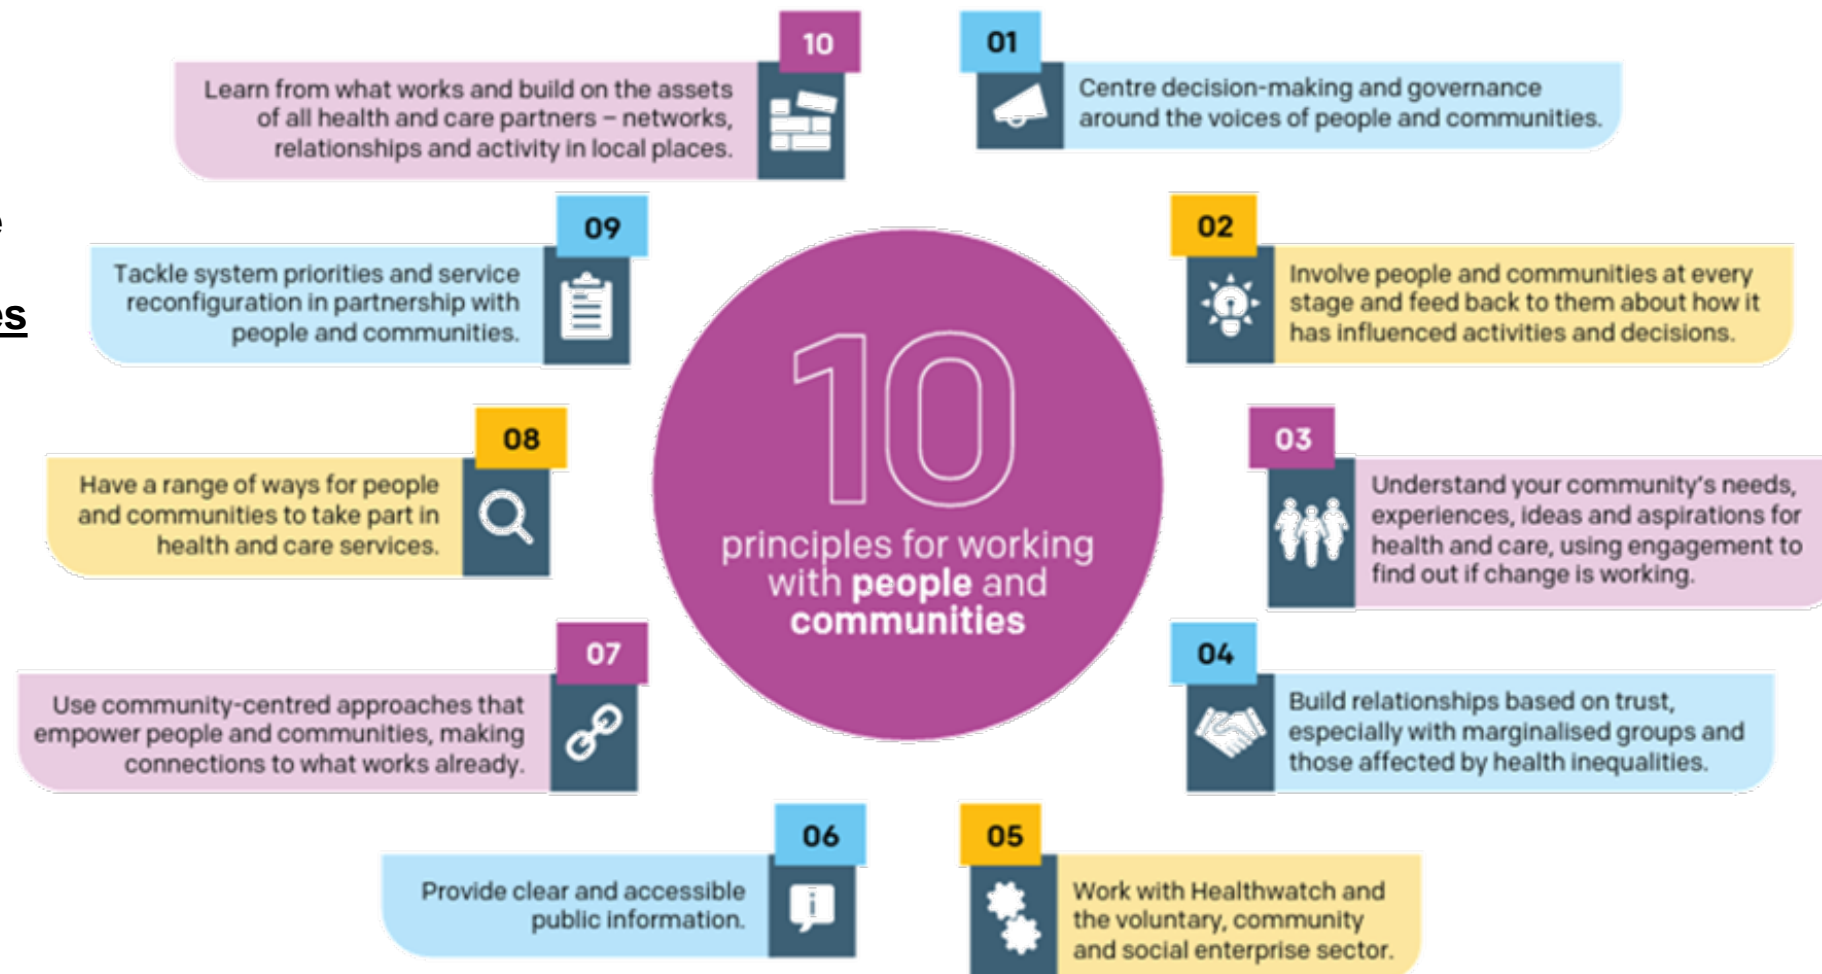 10
principles for working
with people and
communities
01
Centre decision-making and governance
around the voices of people and communities.
02
Involve people and communities at every
stage and feed back to them about how it
has influenced activities and decisions.
03
Understand your community's needs,
experiences, ideas and aspirations for
health and care, using engagement to
find out if change is working.
04
Build relationships based on trust,
especially with marginalised groups and
those affected by health inequalities.
05
Work with Healthwatch and
the voluntary, community
and social enterprise sector.
06
Provide clear and accessible
public information.
i
07
Use community-centred approaches that
empower people and communities, making
connections to what works already.
08
Have a range of ways for people
and communities to take part in
health and care services.
09
Tackle system priorities and service
reconfiguration in partnership with
people and communities.
10
Learn from what works and build on the assets
of all health and care partners – networks,
relationships and activity in local places.